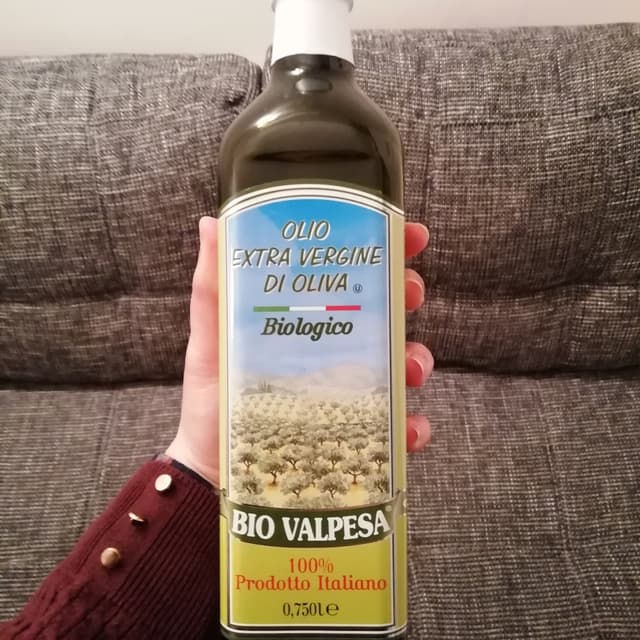 OLIO
EXTRA VERGINE
DI OLIVA Ⓤ
Biologico
BIO VALPESA®
100%
Prodotto Italiano
0,750l ℮